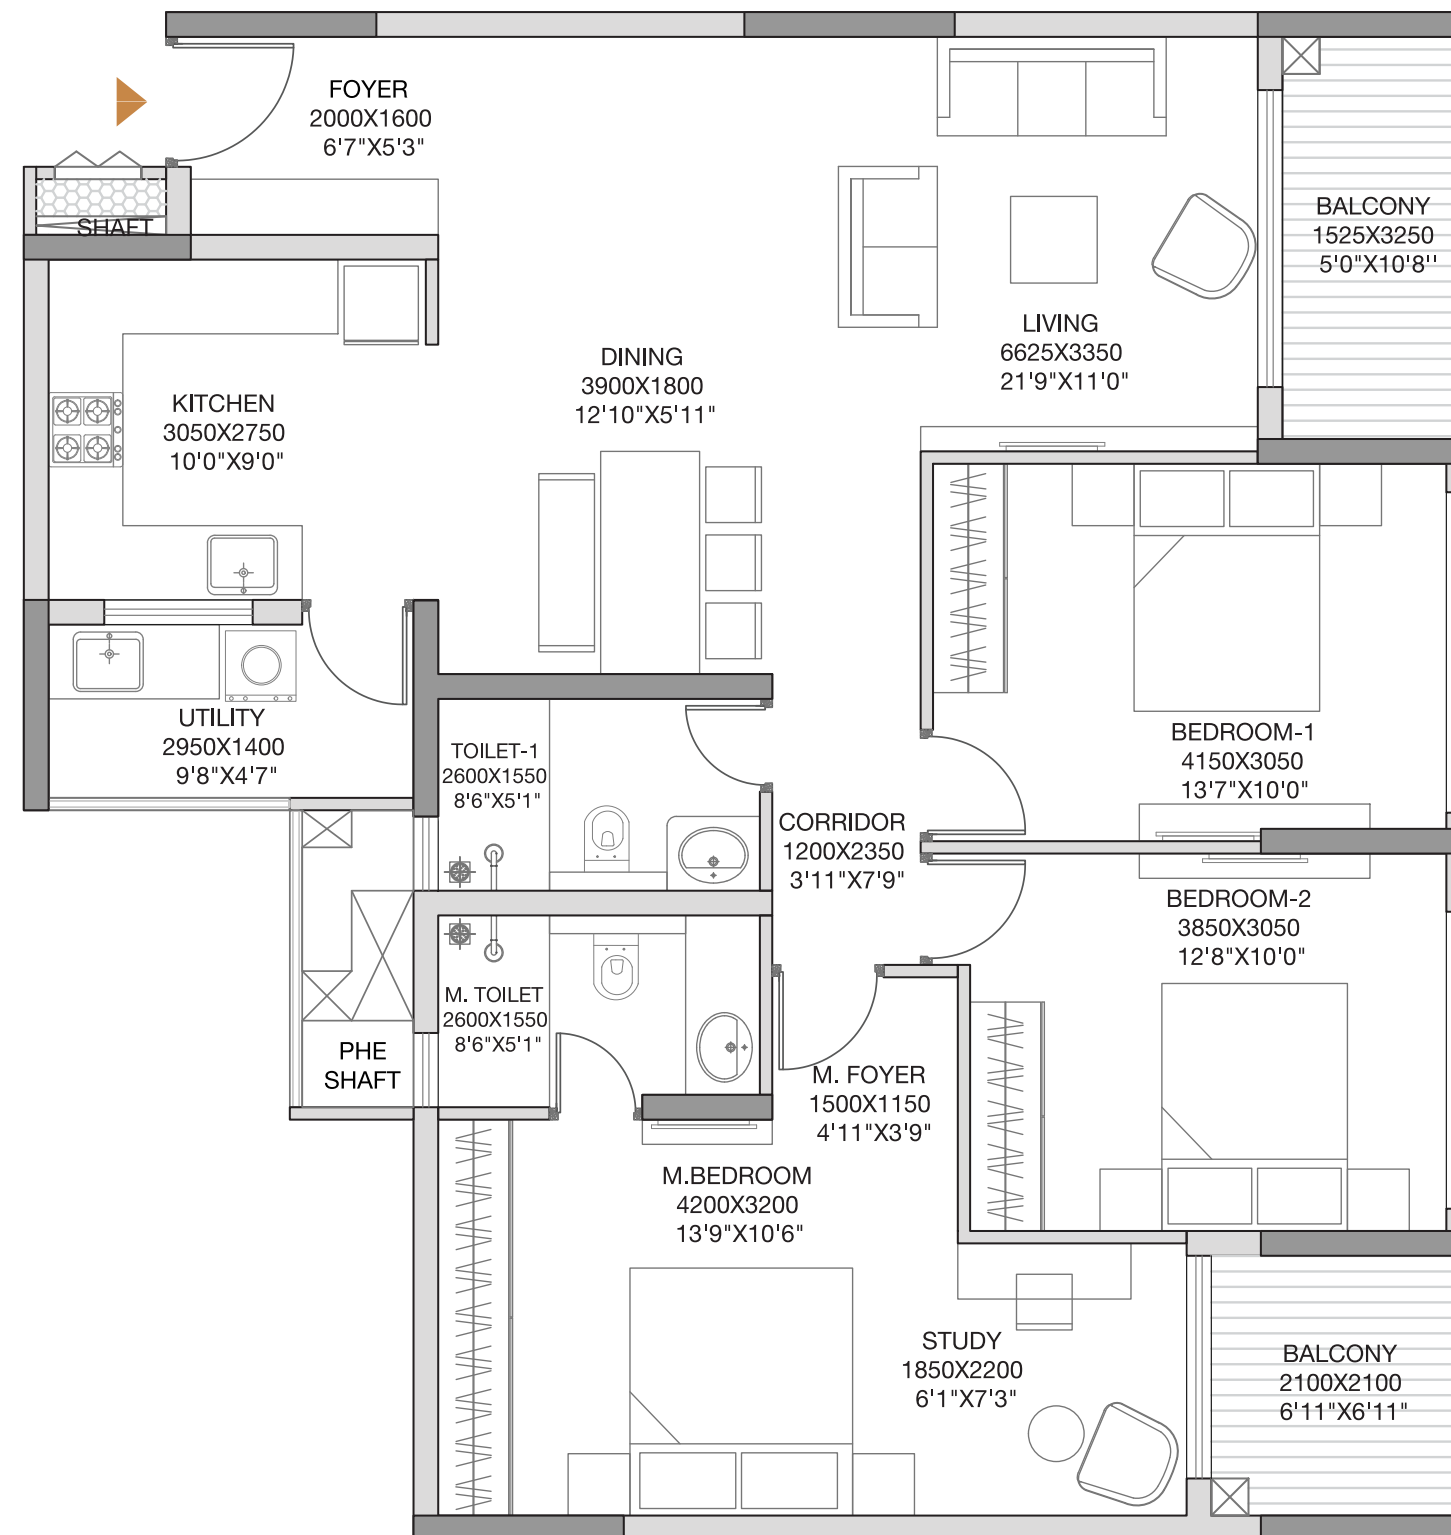 FOYER
2000X1600
6'7"X5'3"
SHAFT
BALCONY
1525X3250
5'0"X10'8''
LIVING
6625X3350
21'9"X11'0"
DINING
3900X1800
12'10"X5'11"
KITCHEN
3050X2750
10'0"X9'0"
UTILITY
2950X1400
9'8"X4'7"
TOILET-1
2600X1550
8'6"X5'1"
BEDROOM-1
4150X3050
13'7"X10'0"
CORRIDOR
1200X2350
3'11"X7'9"
BEDROOM-2
3850X3050
12'8"X10'0"
M. TOILET
2600X1550
8'6"X5'1"
PHE
SHAFT
M. FOYER
1500X1150
4'11"X3'9"
M.BEDROOM
4200X3200
13'9"X10'6"
STUDY
1850X2200
6'1"X7'3"
BALCONY
2100X2100
6'11"X6'11"